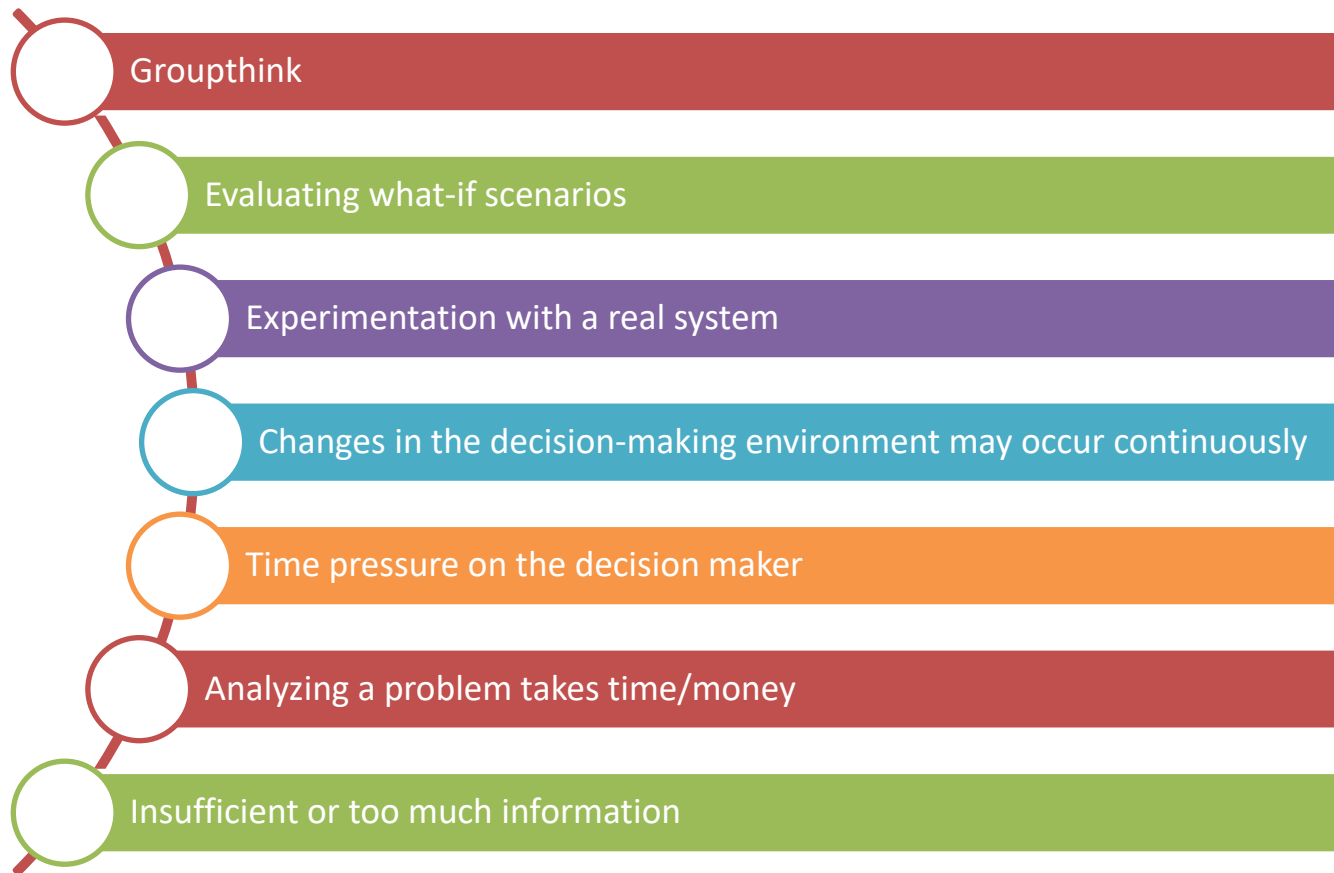 Groupthink
Evaluating what-if scenarios
Experimentation with a real system
Changes in the decision-making environment may occur continuously
Time pressure on the decision maker
Analyzing a problem takes time/money
Insufficient or too much information